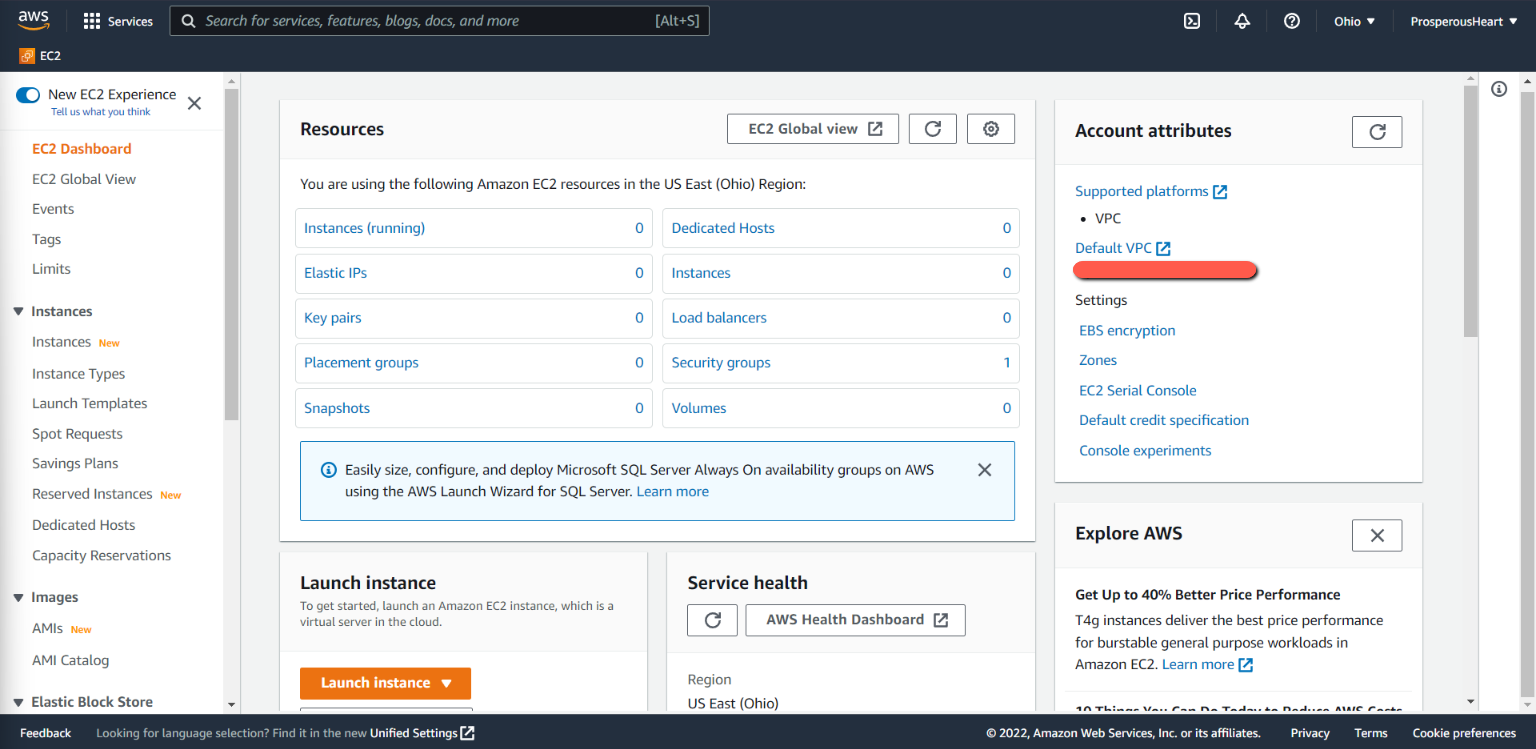 aws
Services
Search for services, features, blogs, docs, and more [Alt+S]
Ohio ▼
ProsperousHeart ▼
EC2
New EC2 Experience
Tell us what you think
EC2 Dashboard
EC2 Global View
Events
Tags
Limits
Instances
Instances New
Instance Types
Launch Templates
Spot Requests
Savings Plans
Reserved Instances New
Dedicated Hosts
Capacity Reservations
Images
AMIs New
AMI Catalog
Elastic Block Store
Resources
EC2 Global view
You are using the following Amazon EC2 resources in the US East (Ohio) Region:
Instances (running) 0
Dedicated Hosts 0
Elastic IPs 0
Instances 0
Key pairs 0
Load balancers 0
Placement groups 0
Security groups 1
Snapshots 0
Volumes 0
Easily size, configure, and deploy Microsoft SQL Server Always On availability groups on AWS
using the AWS Launch Wizard for SQL Server. Learn more
Launch instance
To get started, launch an Amazon EC2 instance, which is a
virtual server in the cloud.
Launch instance ▼
Service health
AWS Health Dashboard
Region
US East (Ohio)
Account attributes
Supported platforms
• VPC
Default VPC
Settings
EBS encryption
Zones
EC2 Serial Console
Default credit specification
Console experiments
Explore AWS
Get Up to 40% Better Price Performance
T4g instances deliver the best price performance
for burstable general purpose workloads in
Amazon EC2. Learn more
10 Things You Can Do Today to Reduce AWS Costs
Feedback
Looking for language selection? Find it in the new Unified Settings
© 2022, Amazon Web Services, Inc. or its affiliates.
Privacy
Terms
Cookie preferences